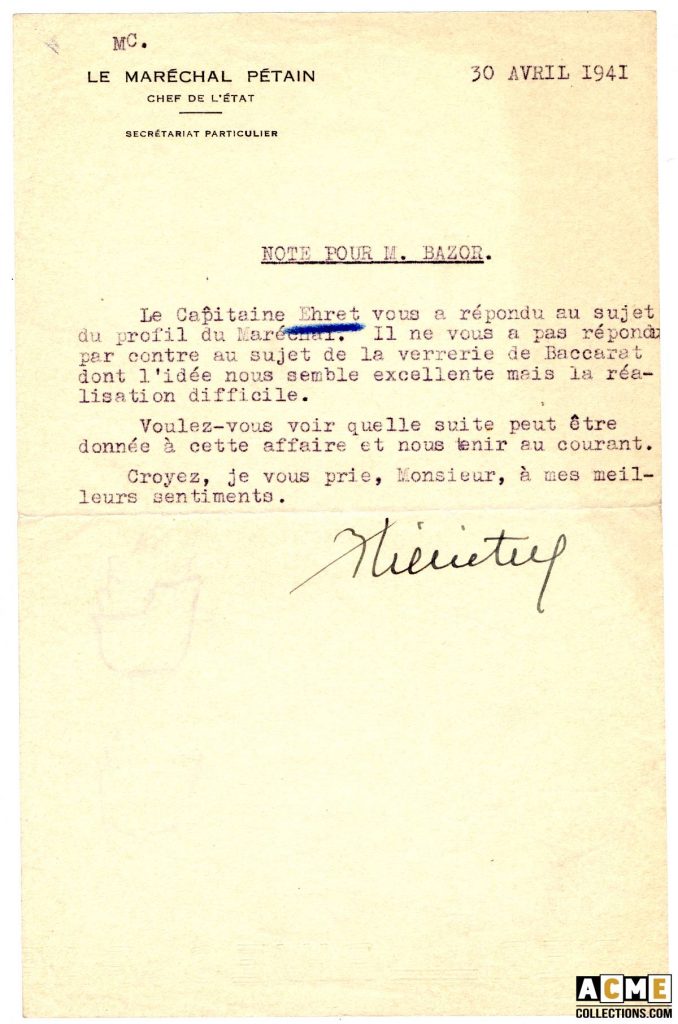 MC.
LE MARÉCHAL PÉTAIN
CHEF DE L'ÉTAT
SECRÉTARIAT PARTICULIER
30 AVRIL 1941
NOTE POUR M. BAZOR.
Le Capitaine Ehret vous a répondu au sujet
du profil du Maréchal. Il ne vous a pas répondu
par contre au sujet de la verrerie de Baccarat
dont l'idée nous semble excellente mais la réa-
lisation difficile.
Voulez-vous voir quelle suite peut être
donnée à cette affaire et nous tenir au courant.
Croyez, je vous prie, Monsieur, à mes meil-
leurs sentiments.
ACME
COLLECTIONS.COM